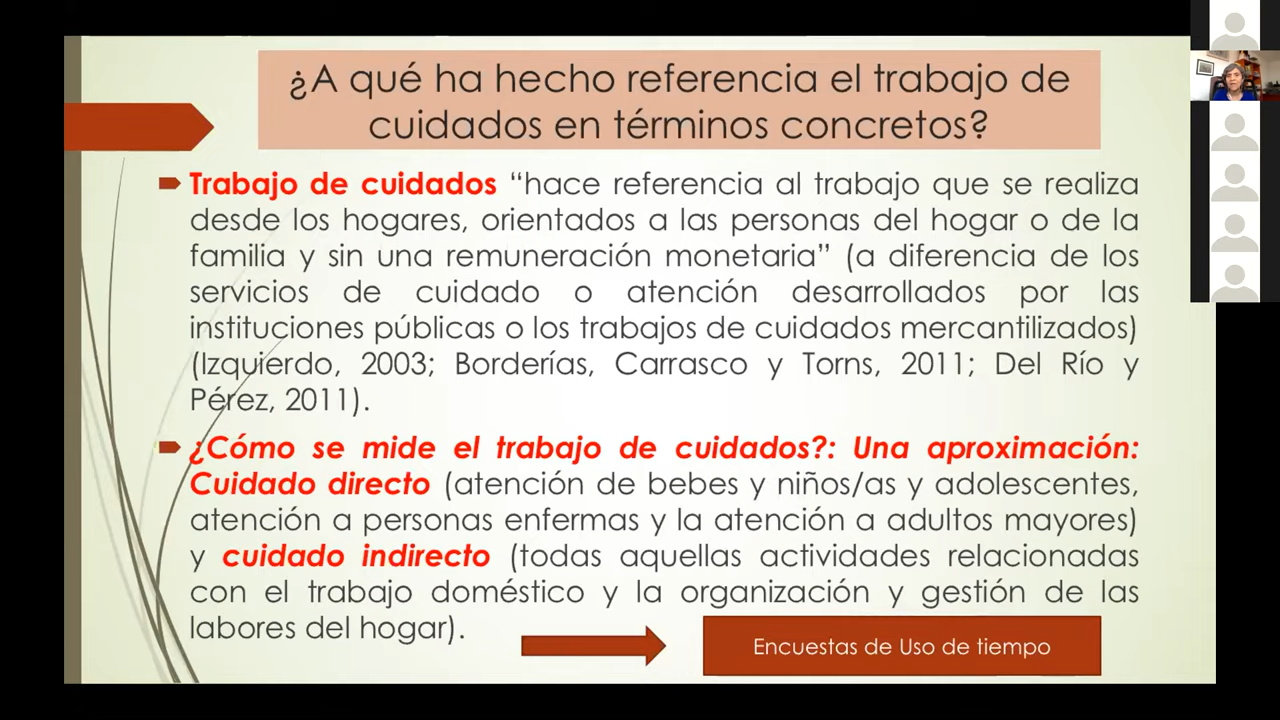 ¿A qué ha hecho referencia el trabajo de
cuidados en términos concretos?
Trabajo de cuidados “hace referencia al trabajo que se realiza
desde los hogares, orientados a las personas del hogar o de la
familia y sin una remuneración monetaria” (a diferencia de los
servicios de cuidado o atención desarrollados por las
instituciones públicas o los trabajos de cuidados mercantilizados)
(Izquierdo, 2003; Borderías, Carrasco y Torns, 2011; Del Río y
Pérez, 2011).
¿Cómo se mide el trabajo de cuidados?: Una aproximación:
Cuidado directo (atención de bebes y niños/as y adolescentes,
atención a personas enfermas y la atención a adultos mayores)
y cuidado indirecto (todas aquellas actividades relacionadas
con el trabajo doméstico y la organización y gestión de las
labores del hogar).
Encuestas de Uso de tiempo